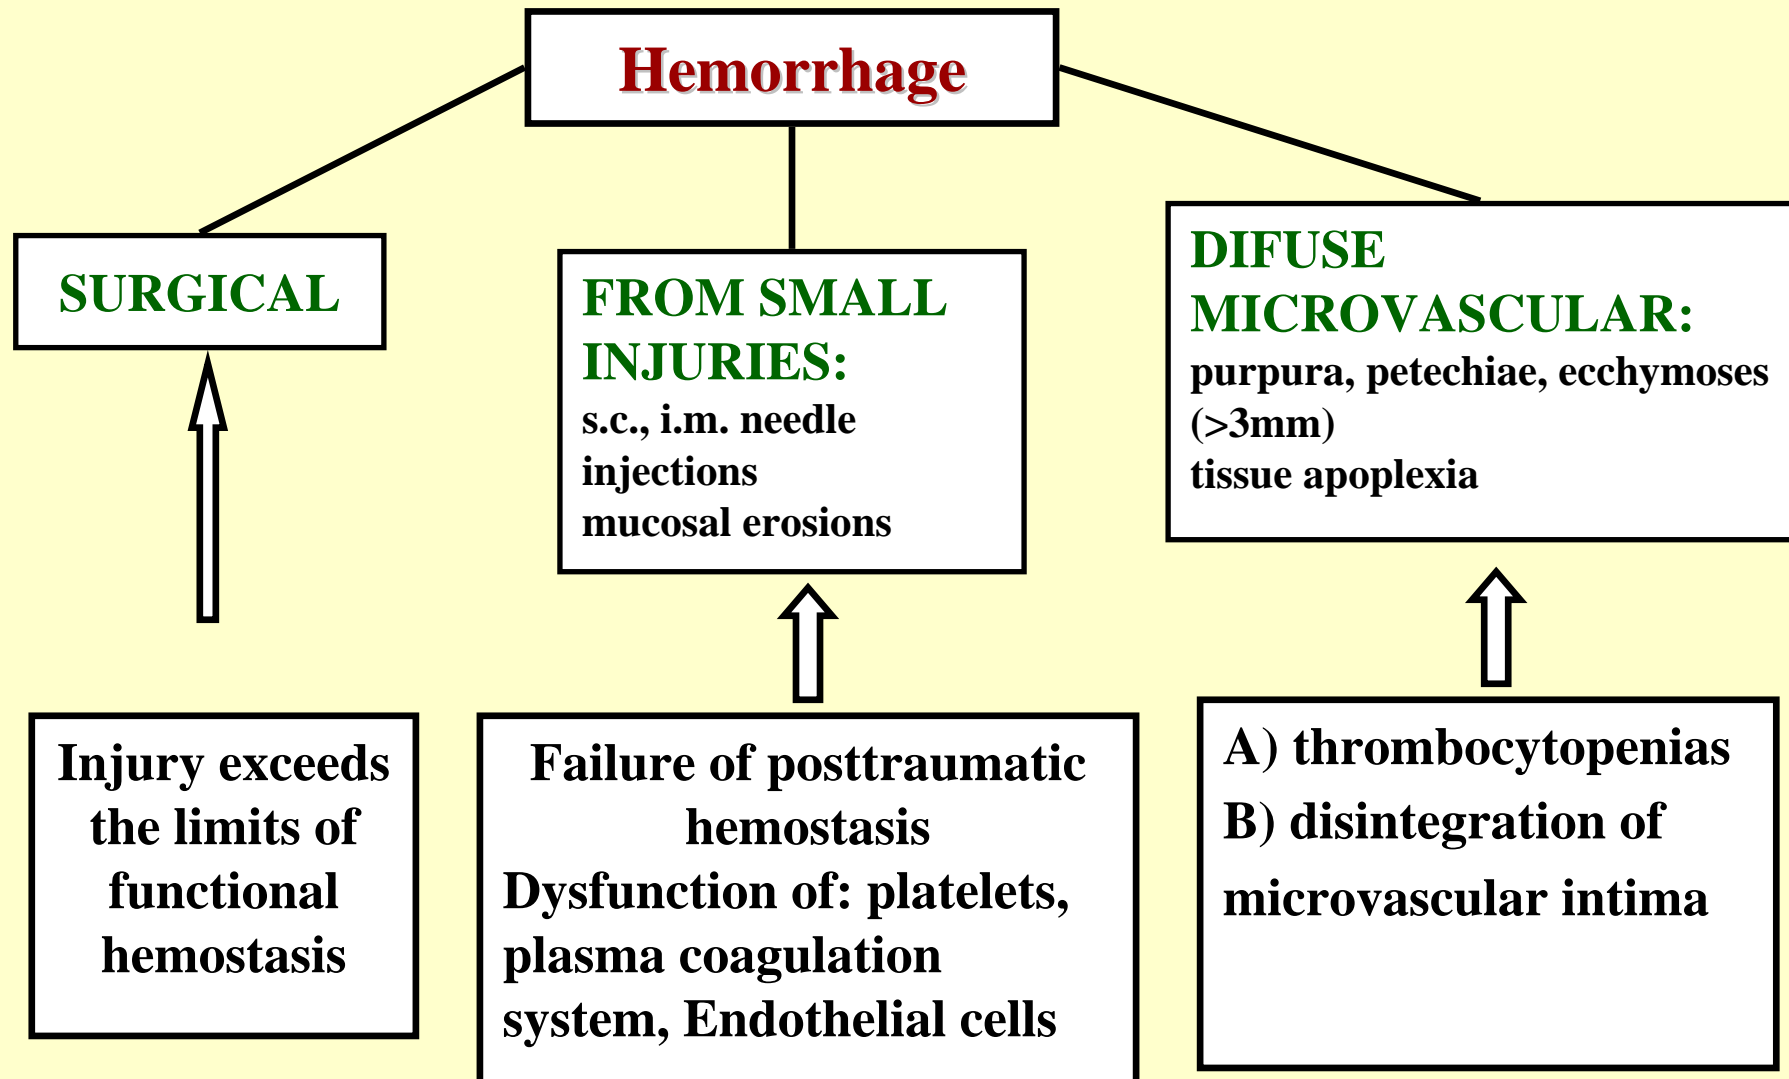 Hemorrhage
SURGICAL
FROM SMALL
INJURIES:
s.c., i.m. needle
injections
mucosal erosions
DIFUSE
MICROVASCULAR:
purpura, petechiae, ecchymoses
(>3mm)
tissue apoplexia
Injury exceeds
the limits of
functional
hemostasis
Failure of posttraumatic
hemostasis
Dysfunction of: platelets,
plasma coagulation
system, Endothelial cells
A) thrombocytopenias
B) disintegration of
microvascular intima